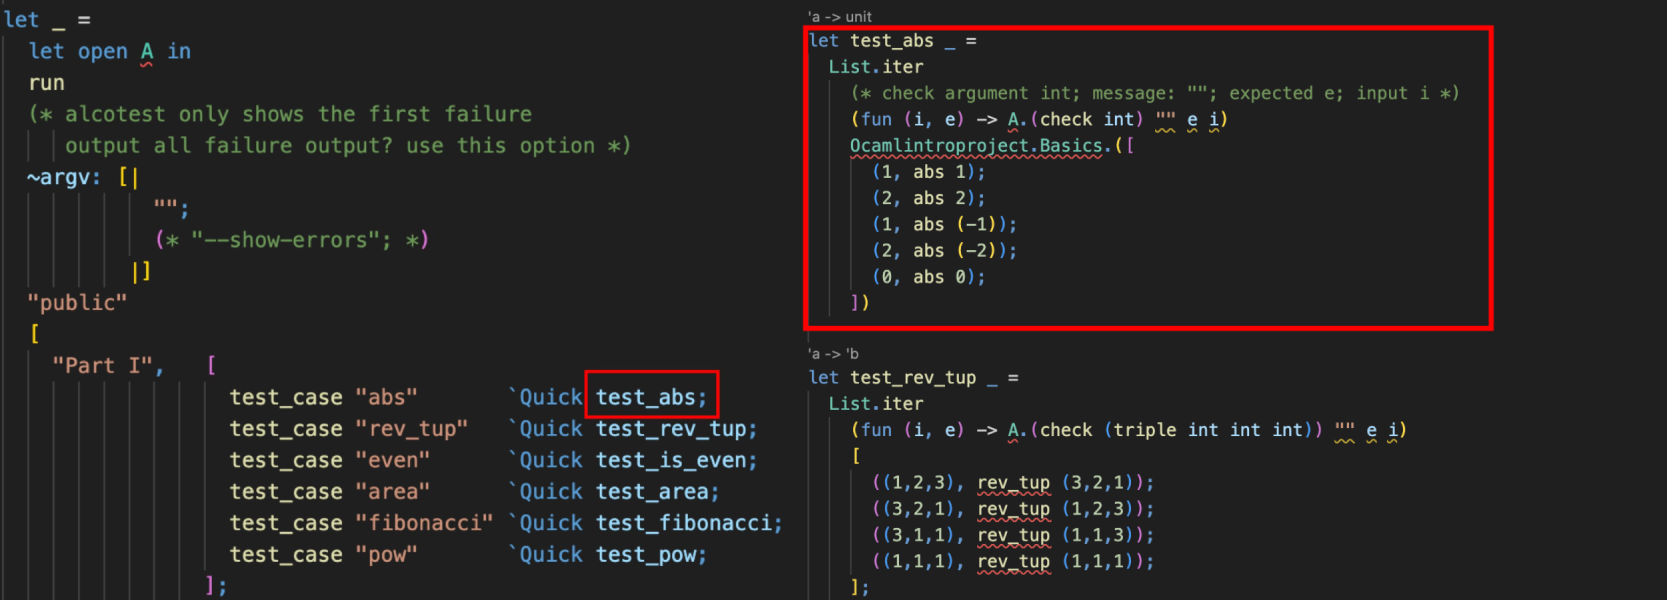 let _ =
let open A in
run
(* alcotest only shows the first failure
output all failure output? use this option *)
~argv: [|
"";
(* "--show-errors"; *)
|]
"public"
[
"Part I", [
test_case "abs" `Quick test_abs;
test_case "rev_tup" `Quick test_rev_tup;
test_case "even" `Quick test_is_even;
test_case "area" `Quick test_area;
test_case "fibonacci" `Quick test_fibonacci;
test_case "pow" `Quick test_pow;
];
'a -> unit
let test_abs _ =
List.iter
(* check argument int; message: ""; expected e; input i *)
(fun (i, e) -> A.(check int) "" e i)
Ocamlintroproject.Basics.([
(1, abs 1);
(2, abs 2);
(1, abs (-1));
(2, abs (-2));
(0, abs 0);
])
'a -> 'b
let test_rev_tup _ =
List.iter
(fun (i, e) -> A.(check (triple int int int)) "" e i)
[
((1,2,3), rev_tup (3,2,1));
((3,2,1), rev_tup (1,2,3));
((3,1,1), rev_tup (1,1,3));
((1,1,1), rev_tup (1,1,1));
];